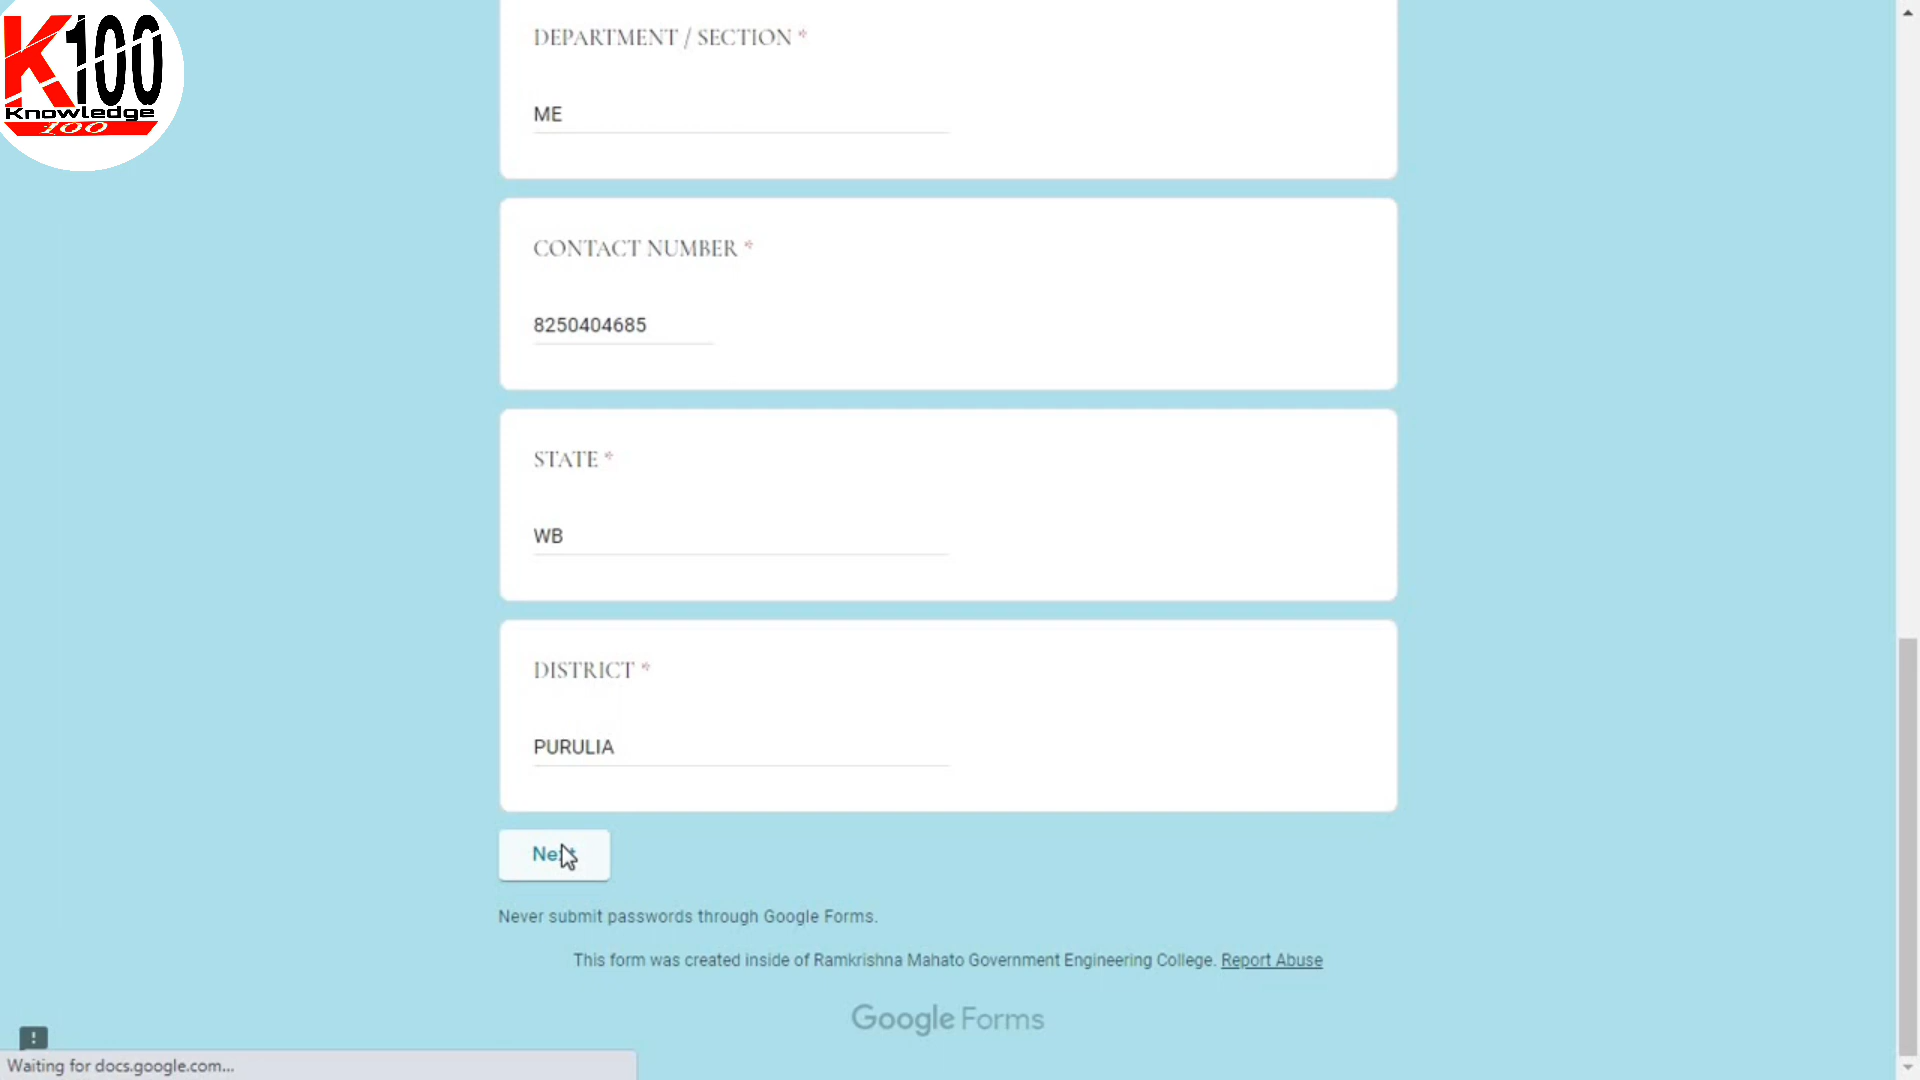 K100
Knowledge
100
DEPARTMENT / SECTION *
ME
CONTACT NUMBER *
8250404685
STATE *
WB
DISTRICT *
PURULIA
Next
Never submit passwords through Google Forms.
This form was created inside of Ramkrishna Mahato Government Engineering College. Report Abuse
Google Forms
!
Waiting for docs.google.com...